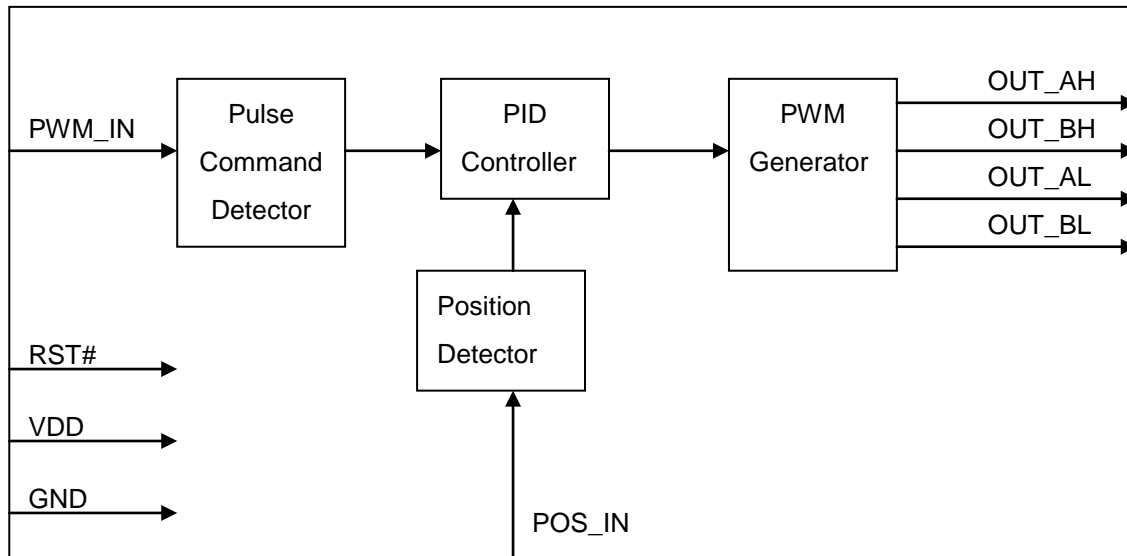 PWM_IN
Pulse
Command
Detector
PID
Controller
PWM
Generator
OUT_AH
OUT_BH
OUT_AL
OUT_BL
Position
Detector
RST#
VDD
GND
POS_IN